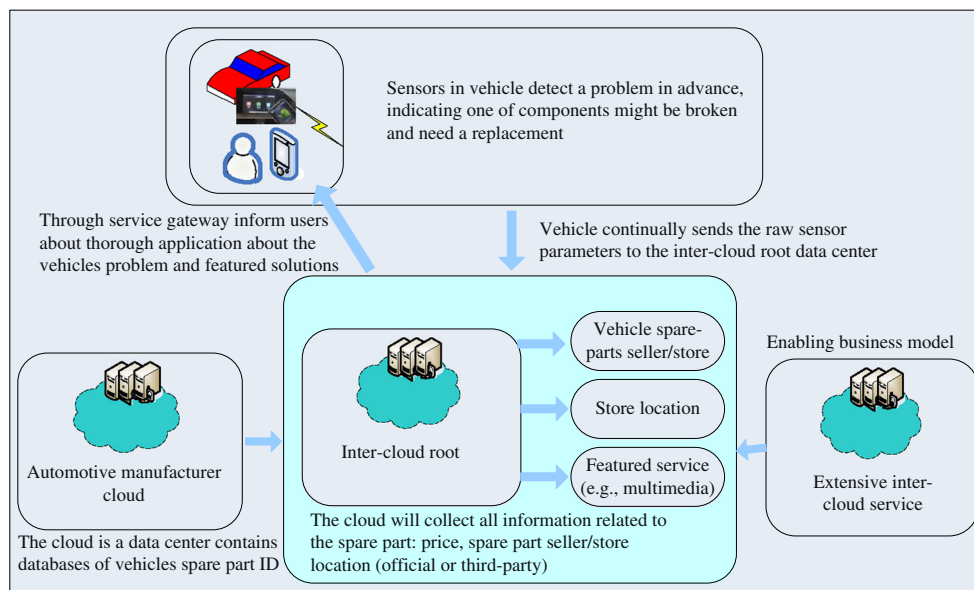 Sensors in vehicle detect a problem in advance,
indicating one of components might be broken
and need a replacement
Through service gateway inform users
about thorough application about the
vehicles problem and featured solutions
Vehicle continually sends the raw sensor
parameters to the inter-cloud root data center
Automotive manufacturer
cloud
The cloud is a data center contains
databases of vehicles spare part ID
Inter-cloud root
Vehicle spare-
parts seller/store
Store location
Featured service
(e.g., multimedia)
The cloud will collect all information related to
the spare part: price, spare part seller/store
location (official or third-party)
Enabling business model
Extensive inter-
cloud service